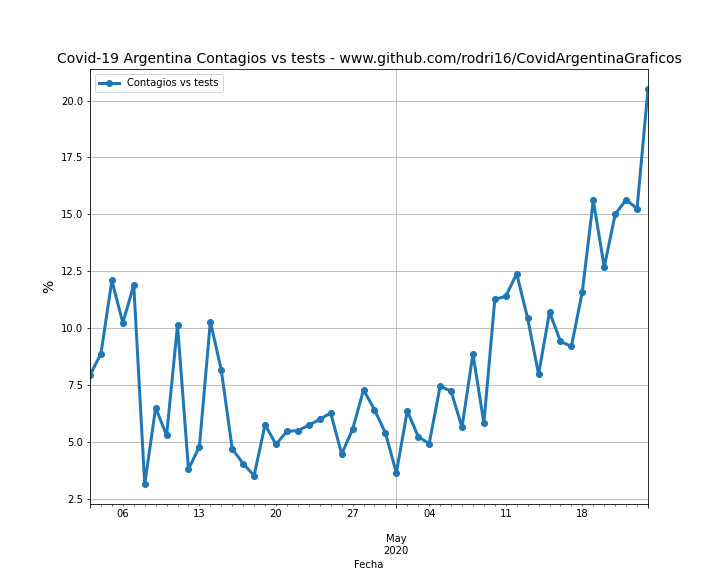 Covid-19 Argentina Contagios vs tests - www.github.com/rodri16/CovidArgentinaGraficos
Contagios vs tests
20.0
17.5
15.0
12.5
10.0
7.5
5.0
2.5
%
06 13 20 27 04 11 18
May
2020
Fecha